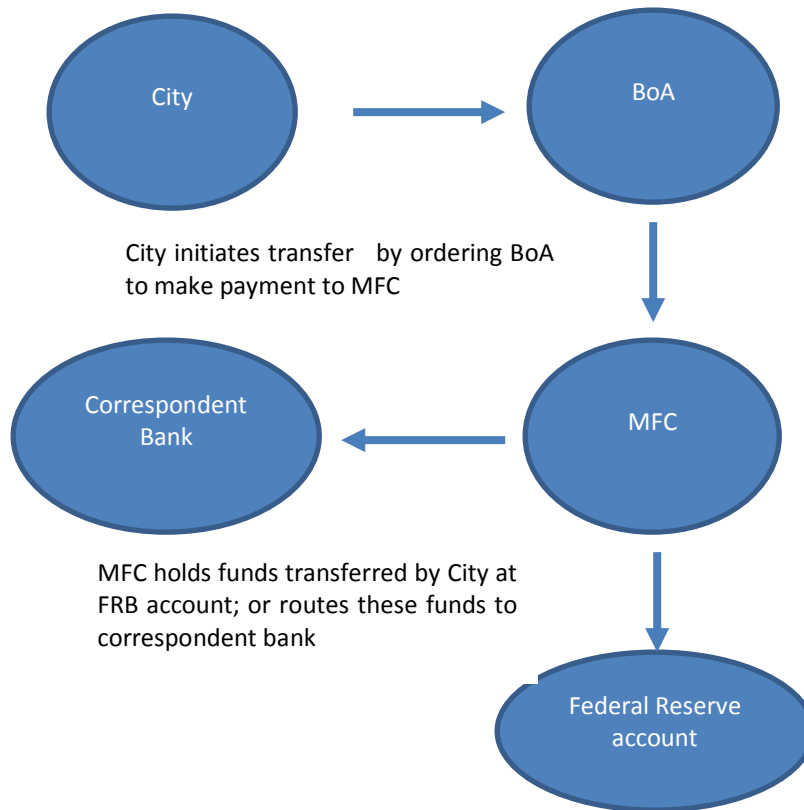 City
BoA
City initiates transfer by ordering BoA
to make payment to MFC
Correspondent
Bank
MFC
MFC holds funds transferred by City at
FRB account; or routes these funds to
correspondent bank
Federal Reserve
account